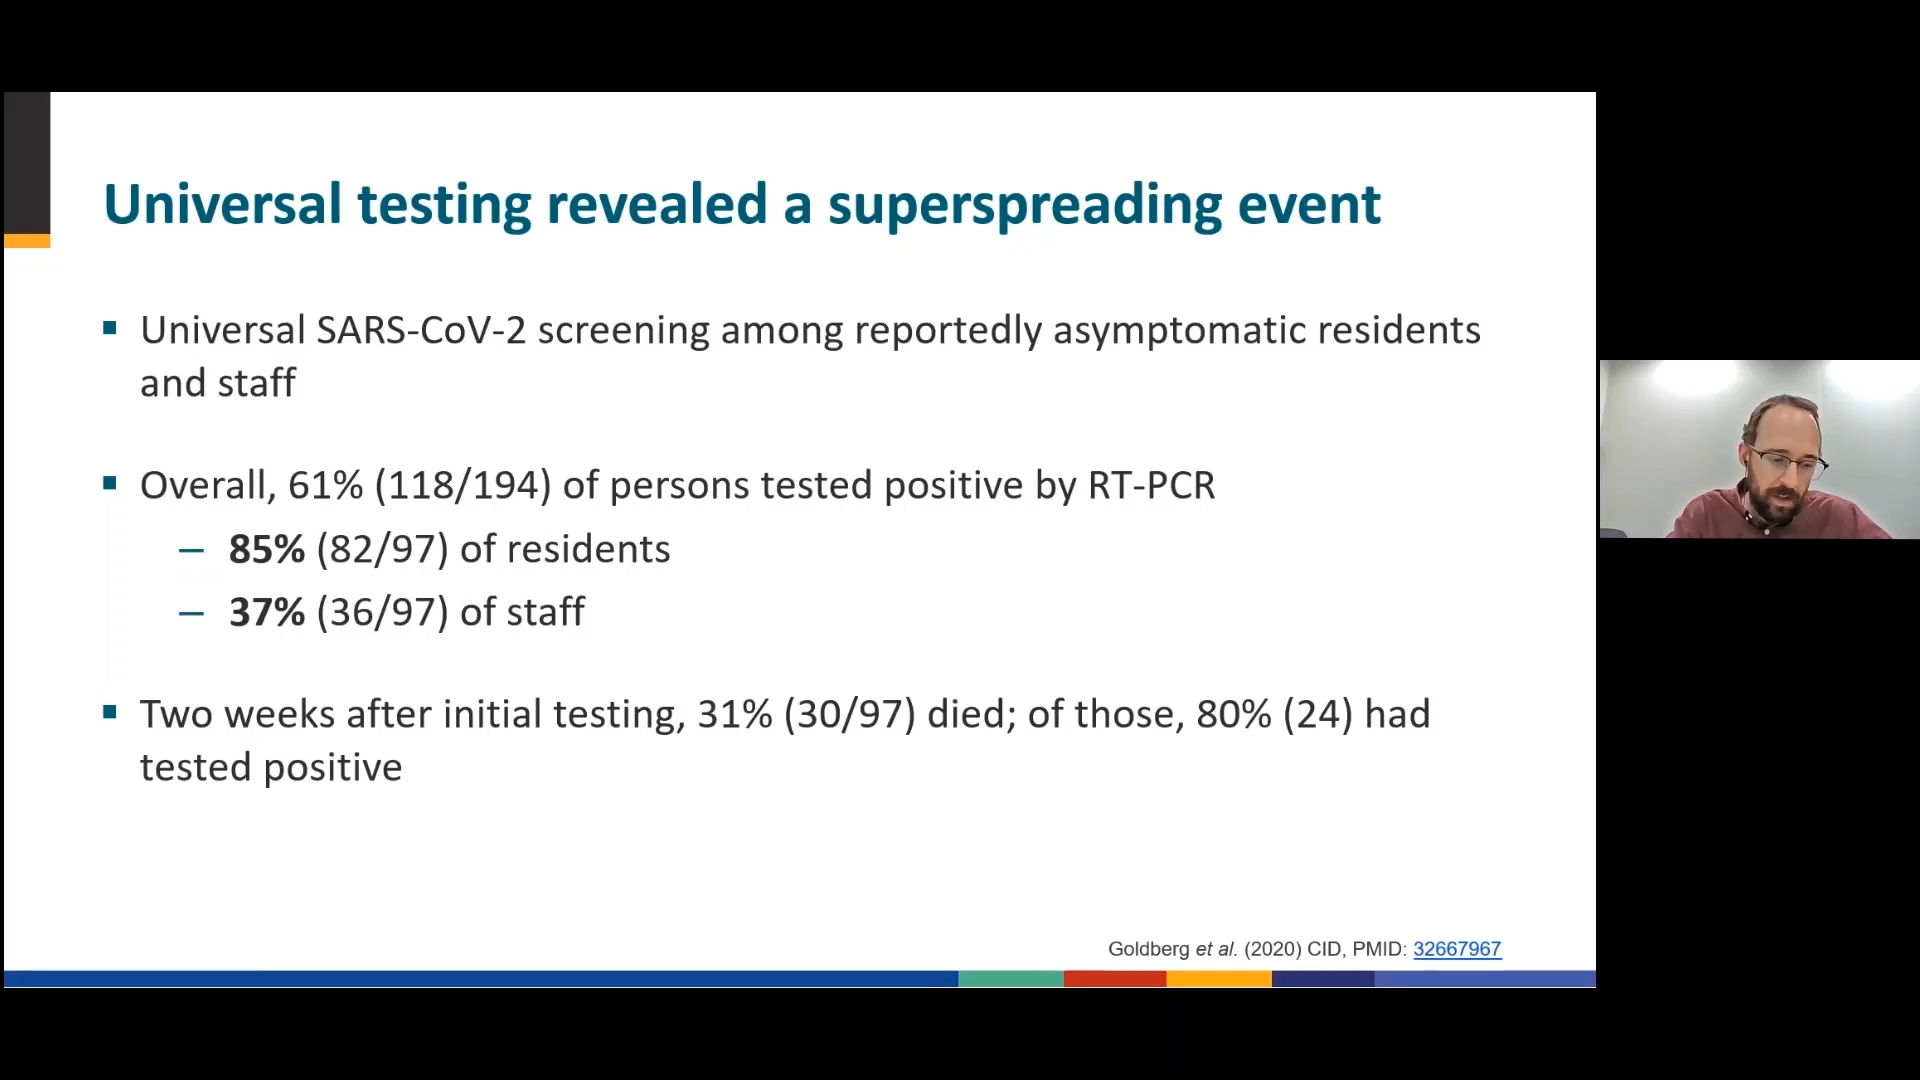 Universal testing revealed a superspreading event
▪ Universal SARS-CoV-2 screening among reportedly asymptomatic residents
and staff
▪ Overall, 61% (118/194) of persons tested positive by RT-PCR
– 85% (82/97) of residents
– 37% (36/97) of staff
▪ Two weeks after initial testing, 31% (30/97) died; of those, 80% (24) had
tested positive
Goldberg et al. (2020) CID, PMID: 32667967